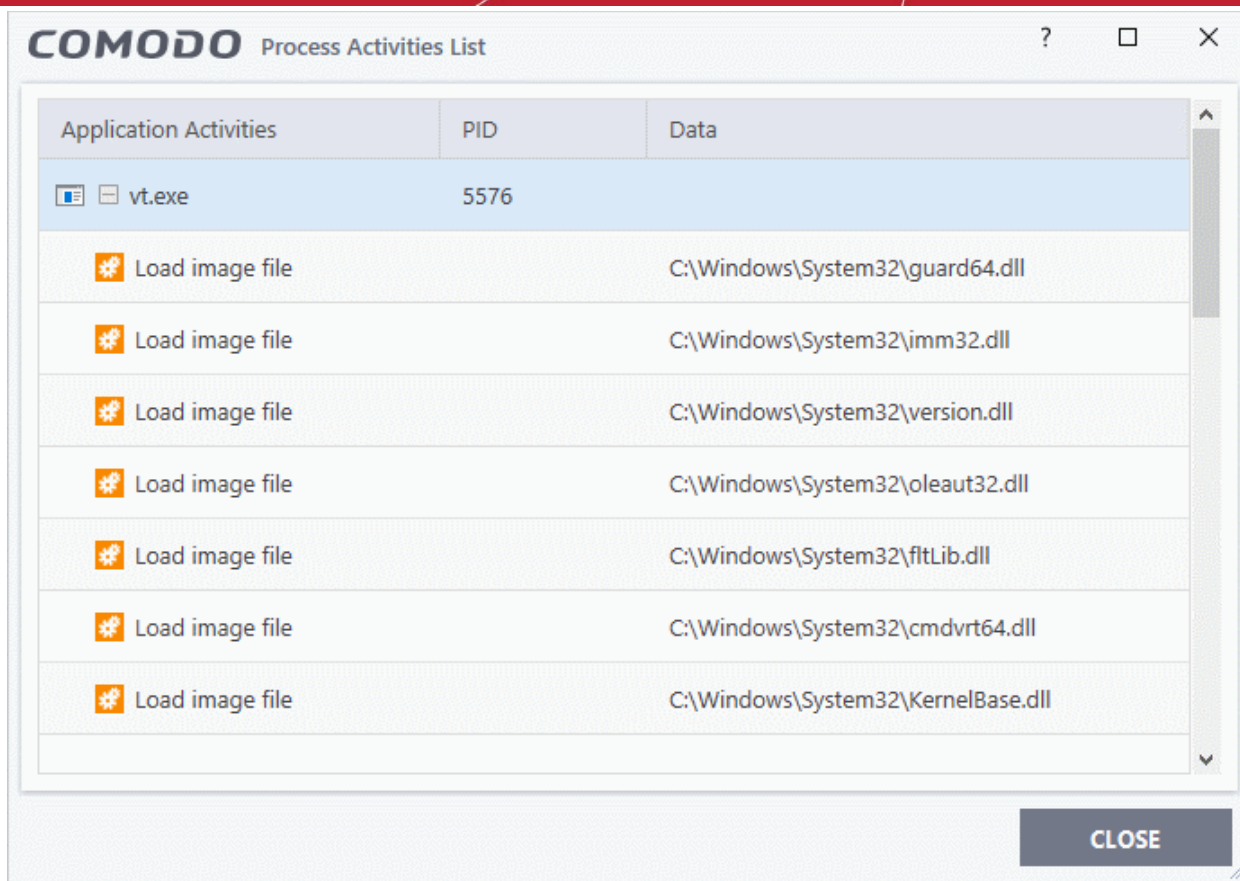 COMODO Process Activities List ?
Application Activities PID Data
vt.exe 5576
Load image file C:\Windows\System32\guard64.dll
Load image file C:\Windows\System32\imm32.dll
Load image file C:\Windows\System32\version.dll
Load image file C:\Windows\System32\oleaut32.dll
Load image file C:\Windows\System32\fltLib.dll
Load image file C:\Windows\System32\cmdvrt64.dll
Load image file C:\Windows\System32\KernelBase.dll
CLOSE